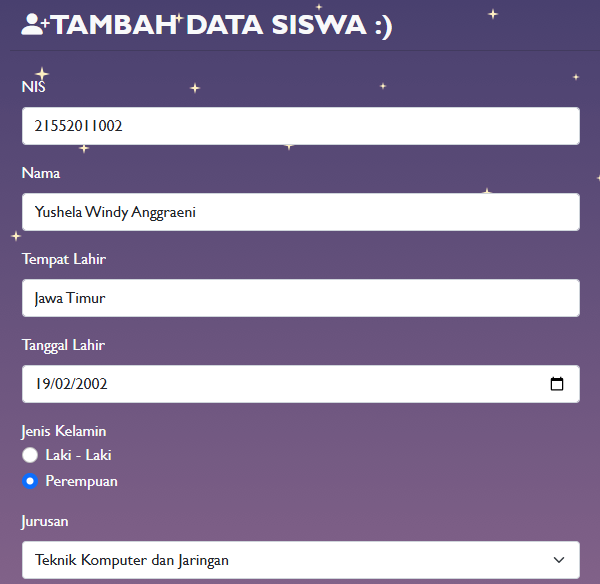 TAMBAH DATA SISWA :)
NIS
21552011002
Nama
Yushela Windy Anggraeni
Tempat Lahir
Jawa Timur
Tanggal Lahir
19/02/2002
Jenis Kelamin
Laki - Laki
Perempuan
Jurusan
Teknik Komputer dan Jaringan